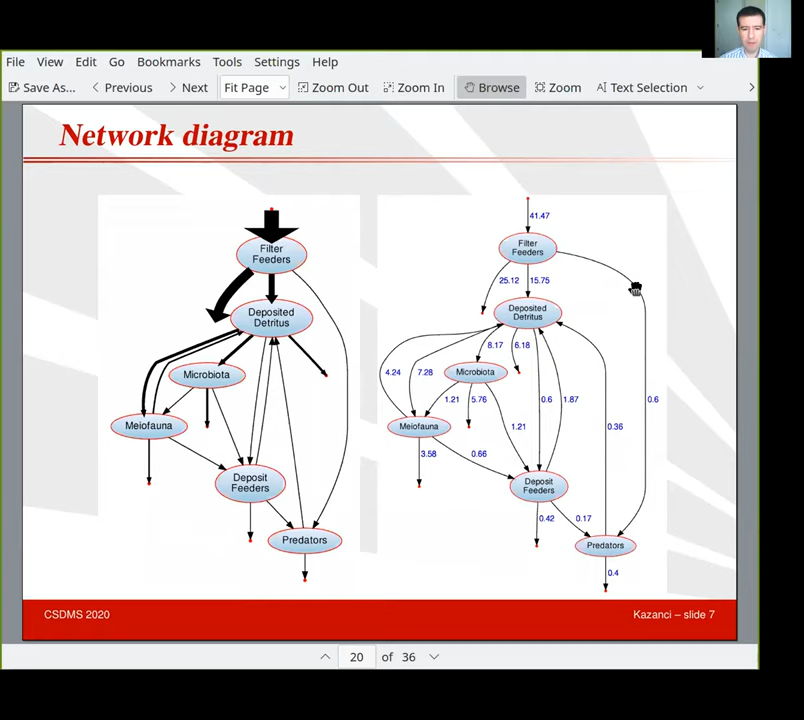 File View Edit Go Bookmarks Tools Settings Help
Save As... Previous Next Fit Page Zoom Out Zoom In Browse Zoom Text Selection
Network diagram
Filter
Feeders
Deposited
Detritus
Microbiota
Meiofauna
Deposit
Feeders
Predators
41.47
Filter
Feeders
25.12 15.75
Deposited
Detritus
8.17 6.18
4.24 7.28 Microbiota
1.21 5.76 0.6 1.87 0.6
Meiofauna 1.21 0.36
3.58 0.66
Deposit
Feeders
0.42 0.17
Predators
0.4
CSDMS 2020 Kazanci – slide 7
20 of 36